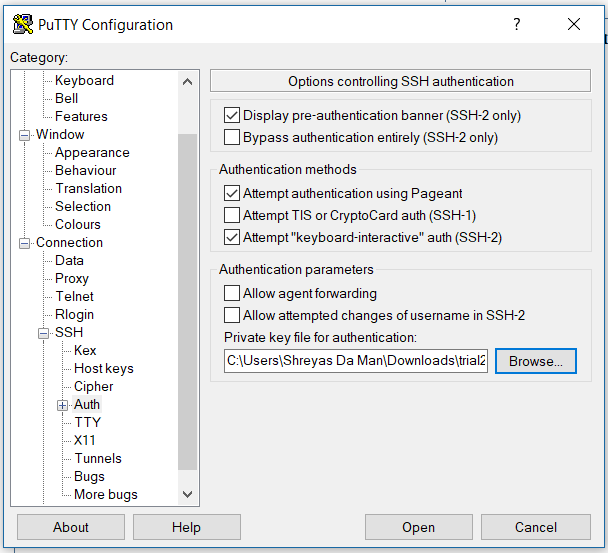 PuTTY Configuration
?
Category:
Keyboard
Bell
Features
Window
Appearance
Behaviour
Translation
Selection
Colours
Connection
Data
Proxy
Telnet
Rlogin
SSH
Kex
Host keys
Cipher
Auth
TTY
X11
Tunnels
Bugs
More bugs
Options controlling SSH authentication
Display pre-authentication banner (SSH-2 only)
Bypass authentication entirely (SSH-2 only)
Authentication methods
Attempt authentication using Pageant
Attempt TIS or CryptoCard auth (SSH-1)
Attempt "keyboard-interactive" auth (SSH-2)
Authentication parameters
Allow agent forwarding
Allow attempted changes of username in SSH-2
Private key file for authentication:
C:\Users\Shreyas Da Man\Downloads\trial2
Browse...
About
Help
Open
Cancel